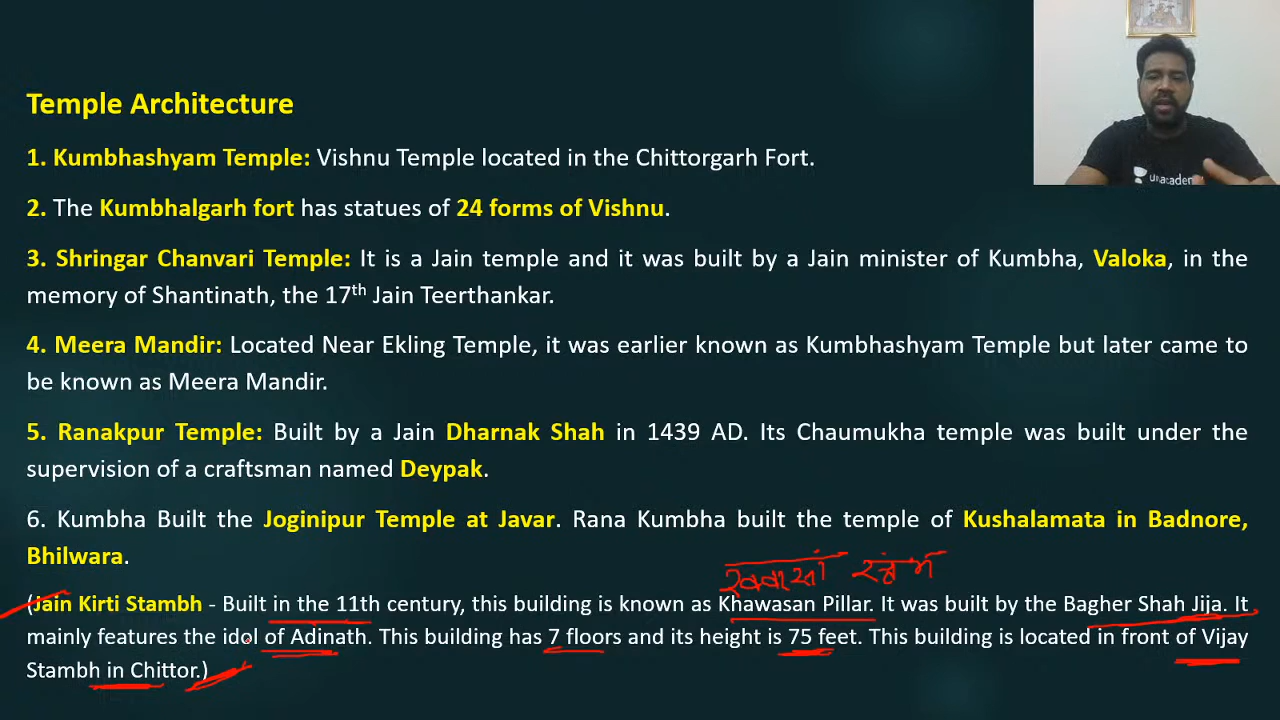 Temple Architecture
1. Kumbhashyam Temple: Vishnu Temple located in the Chittorgarh Fort.
2. The Kumbhalgarh fort has statues of 24 forms of Vishnu.
3. Shringar Chanvari Temple: It is a Jain temple and it was built by a Jain minister of Kumbha, Valoka, in the
memory of Shantinath, the 17th Jain Teerthankar.
4. Meera Mandir: Located Near Ekling Temple, it was earlier known as Kumbhashyam Temple but later came to
be known as Meera Mandir.
5. Ranakpur Temple: Built by a Jain Dharnak Shah in 1439 AD. Its Chaumukha temple was built under the
supervision of a craftsman named Deypak.
6. Kumbha Built the Joginipur Temple at Javar. Rana Kumbha built the temple of Kushalamata in Badnore,
Bhilwara.
(Jain Kirti Stambh - Built in the 11th century, this building is known as Khawasan Pillar. It was built by the Bagher Shah Jija. It
mainly features the idol of Adinath. This building has 7 floors and its height is 75 feet. This building is located in front of Vijay
Stambh in Chittor.)